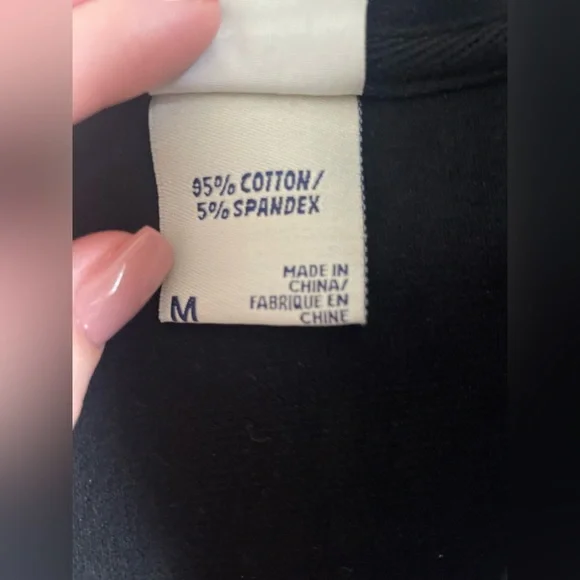 95% COTTON/
5% SPANDEX
MADE IN
CHINA/
FABRIQUE EN
CHINE
M